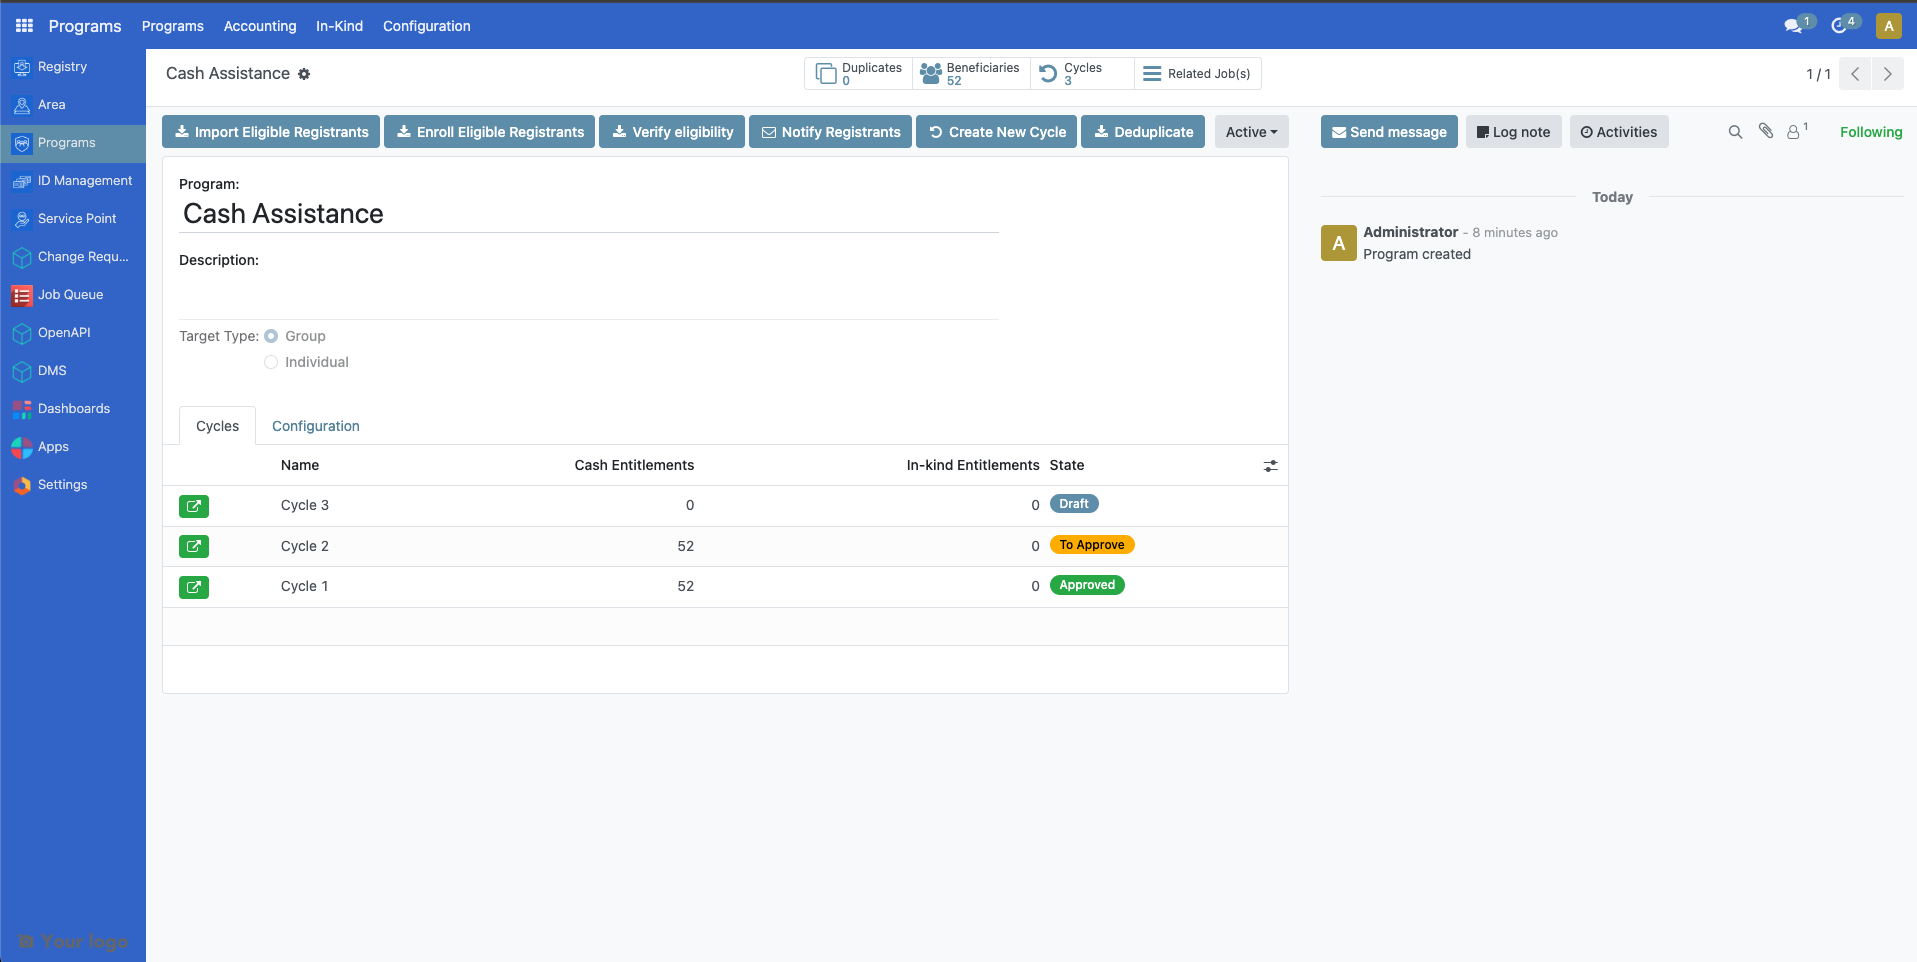 Programs Programs Accounting In-Kind Configuration 1 4 A
Registry
Area
Programs
ID Management
Service Point
Change Requ...
Job Queue
OpenAPI
DMS
Dashboards
Apps
Settings
Your logo
Cash Assistance
Duplicates
0
Beneficiaries
52
Cycles
3
Related Job(s)
1 / 1
Import Eligible Registrants Enroll Eligible Registrants Verify eligibility Notify Registrants Create New Cycle Deduplicate Active
Send message Log note Activities 1 Following
Program:
Cash Assistance
Description:
Target Type: Group
Individual
Cycles Configuration
Name Cash Entitlements In-kind Entitlements State
Cycle 3 0 0 Draft
Cycle 2 52 0 To Approve
Cycle 1 52 0 Approved
Today
A
Administrator - 8 minutes ago
Program created